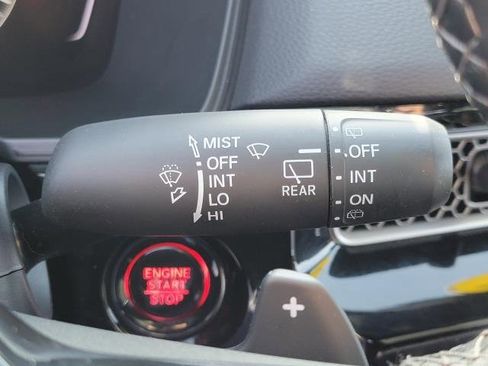 MIST
OFF
INT
LO
HI
REAR
OFF
INT
ON
ENGINE
START
STOP
+